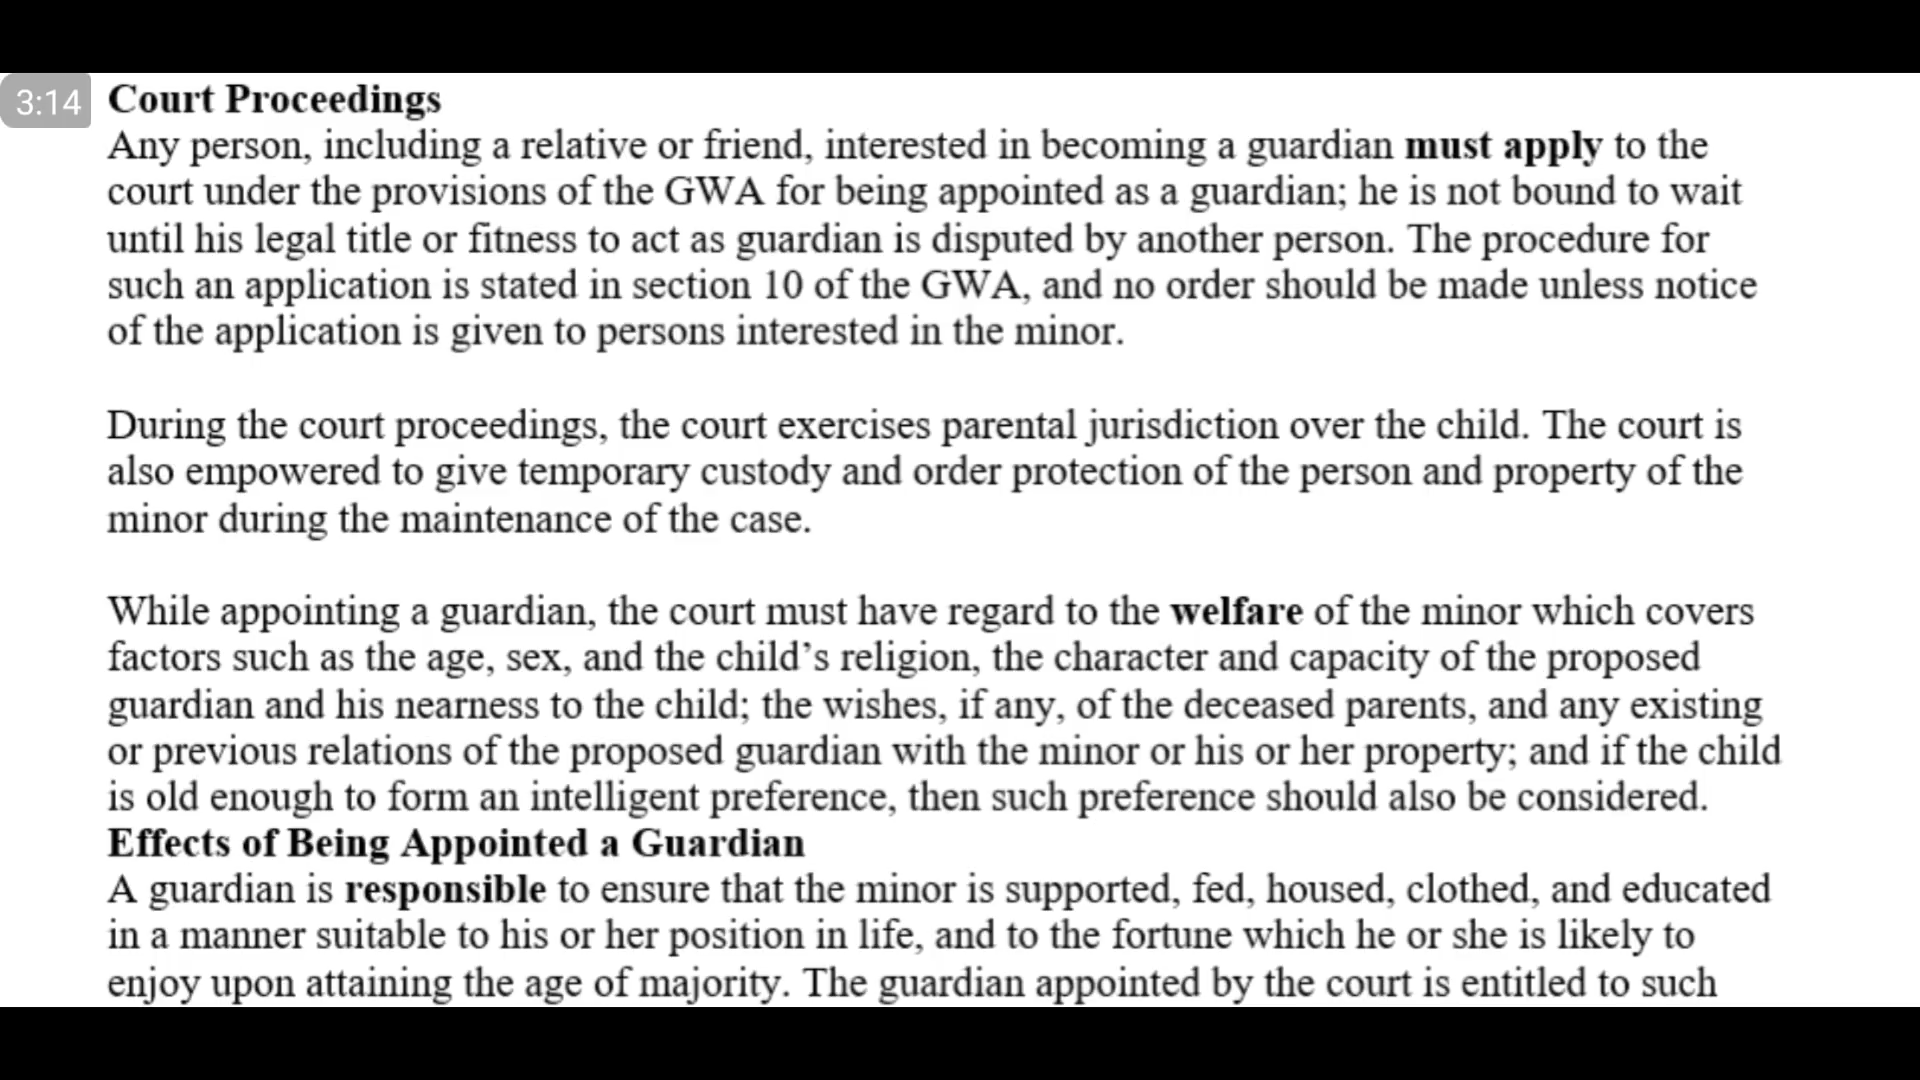 3:14
Court Proceedings
Any person, including a relative or friend, interested in becoming a guardian must apply to the
court under the provisions of the GWA for being appointed as a guardian; he is not bound to wait
until his legal title or fitness to act as guardian is disputed by another person. The procedure for
such an application is stated in section 10 of the GWA, and no order should be made unless notice
of the application is given to persons interested in the minor.
During the court proceedings, the court exercises parental jurisdiction over the child. The court is
also empowered to give temporary custody and order protection of the person and property of the
minor during the maintenance of the case.
While appointing a guardian, the court must have regard to the welfare of the minor which covers
factors such as the age, sex, and the child’s religion, the character and capacity of the proposed
guardian and his nearness to the child; the wishes, if any, of the deceased parents, and any existing
or previous relations of the proposed guardian with the minor or his or her property; and if the child
is old enough to form an intelligent preference, then such preference should also be considered.
Effects of Being Appointed a Guardian
A guardian is responsible to ensure that the minor is supported, fed, housed, clothed, and educated
in a manner suitable to his or her position in life, and to the fortune which he or she is likely to
enjoy upon attaining the age of majority. The guardian appointed by the court is entitled to such